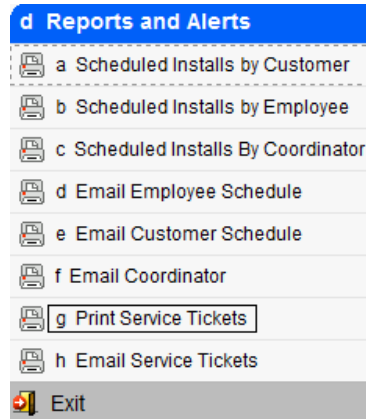 d Reports and Alerts
a Scheduled Installs by Customer
b Scheduled Installs by Employee
c Scheduled Installs By Coordinator
d Email Employee Schedule
e Email Customer Schedule
f Email Coordinator
g Print Service Tickets
h Email Service Tickets
Exit